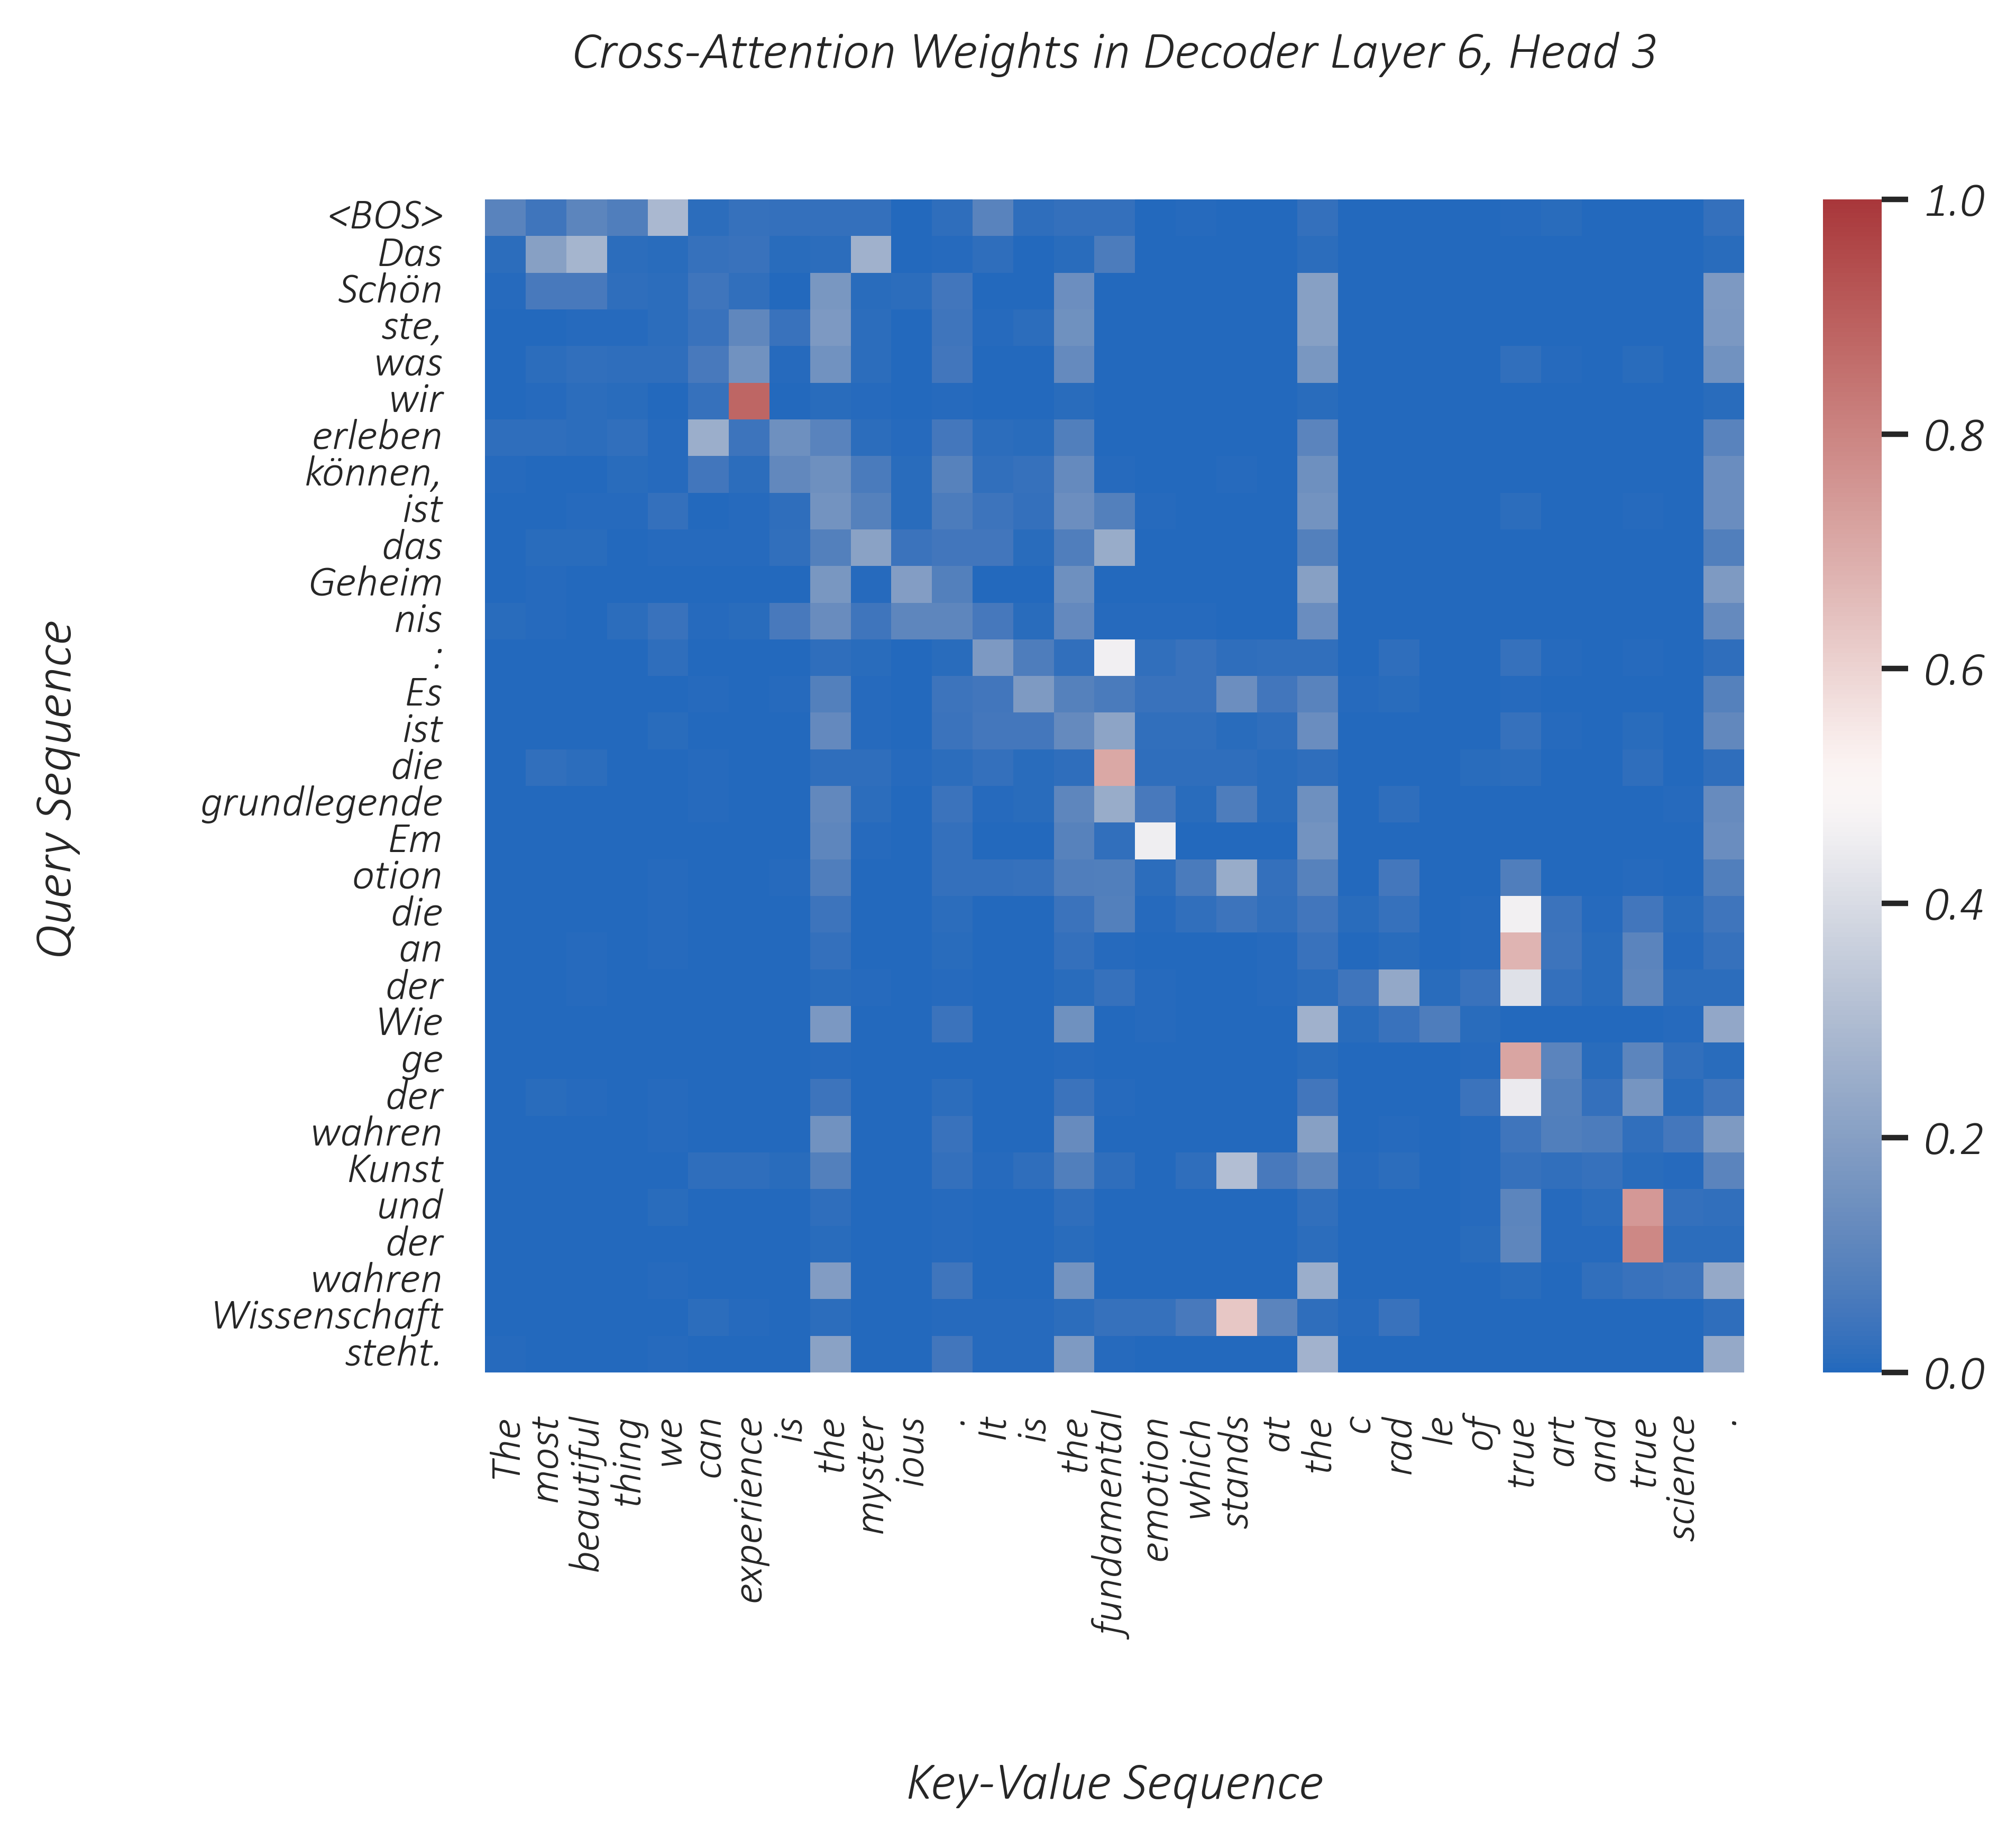 Cross-Attention Weights in Decoder Layer 6, Head 3
Query Sequence
<BOS>
Das
Schön
ste,
was
wir
erleben
können,
ist
das
Geheim
nis
:
Es
ist
die
grundlegende
Em
otion
die
an
der
Wie
ge
der
wahren
Kunst
und
der
wahren
Wissenschaft
steht.
1.0
0.8
0.6
0.4
0.2
0.0
The
most
beautiful
thing
we
can
experience
is
the
myster
ious
.
It
is
the
fundamental
emotion
which
stands
at
the
c
rad
le
of
true
art
and
true
science
.
Key-Value Sequence